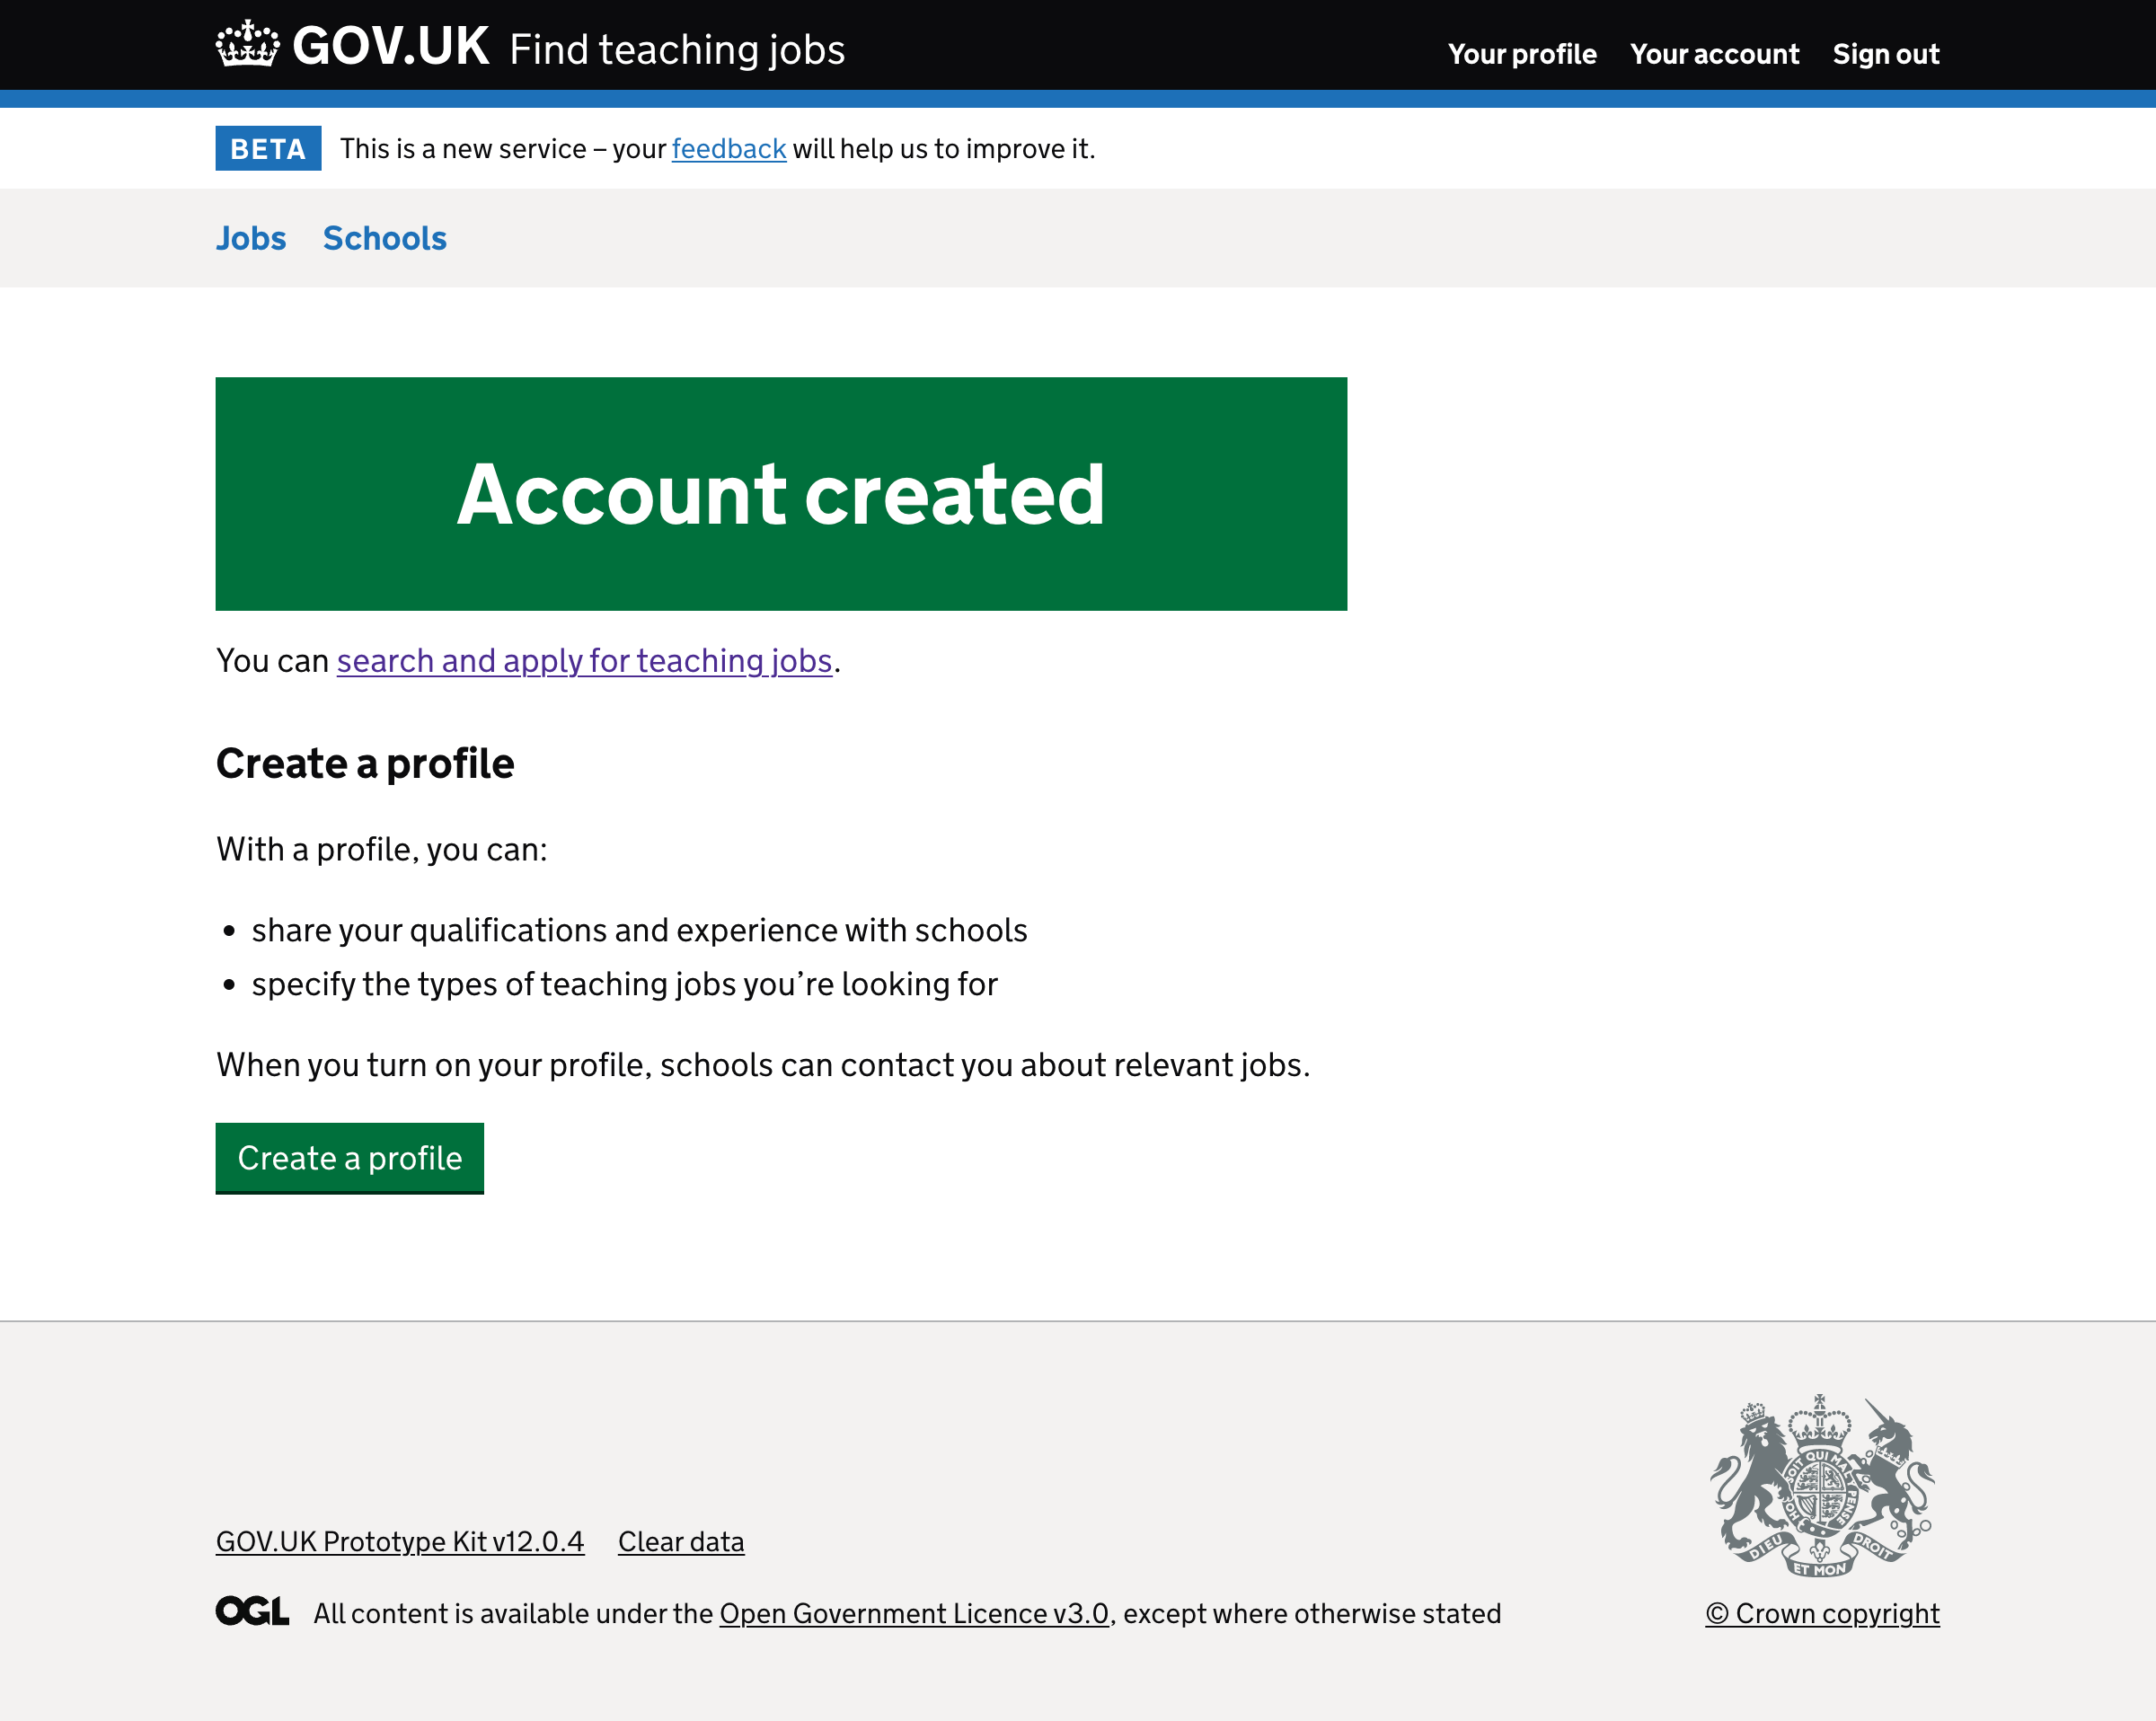 GOV.UK Find teaching jobs Your profile Your account Sign out
BETA This is a new service – your feedback will help us to improve it.
Jobs Schools
Account created
You can search and apply for teaching jobs.
Create a profile
With a profile, you can:
• share your qualifications and experience with schools
• specify the types of teaching jobs you’re looking for
When you turn on your profile, schools can contact you about relevant jobs.
Create a profile
HONI SOIT QUI MAL Y PENSE
DIEU ET MON DROIT
GOV.UK Prototype Kit v12.0.4 Clear data
OGL All content is available under the Open Government Licence v3.0, except where otherwise stated
© Crown copyright